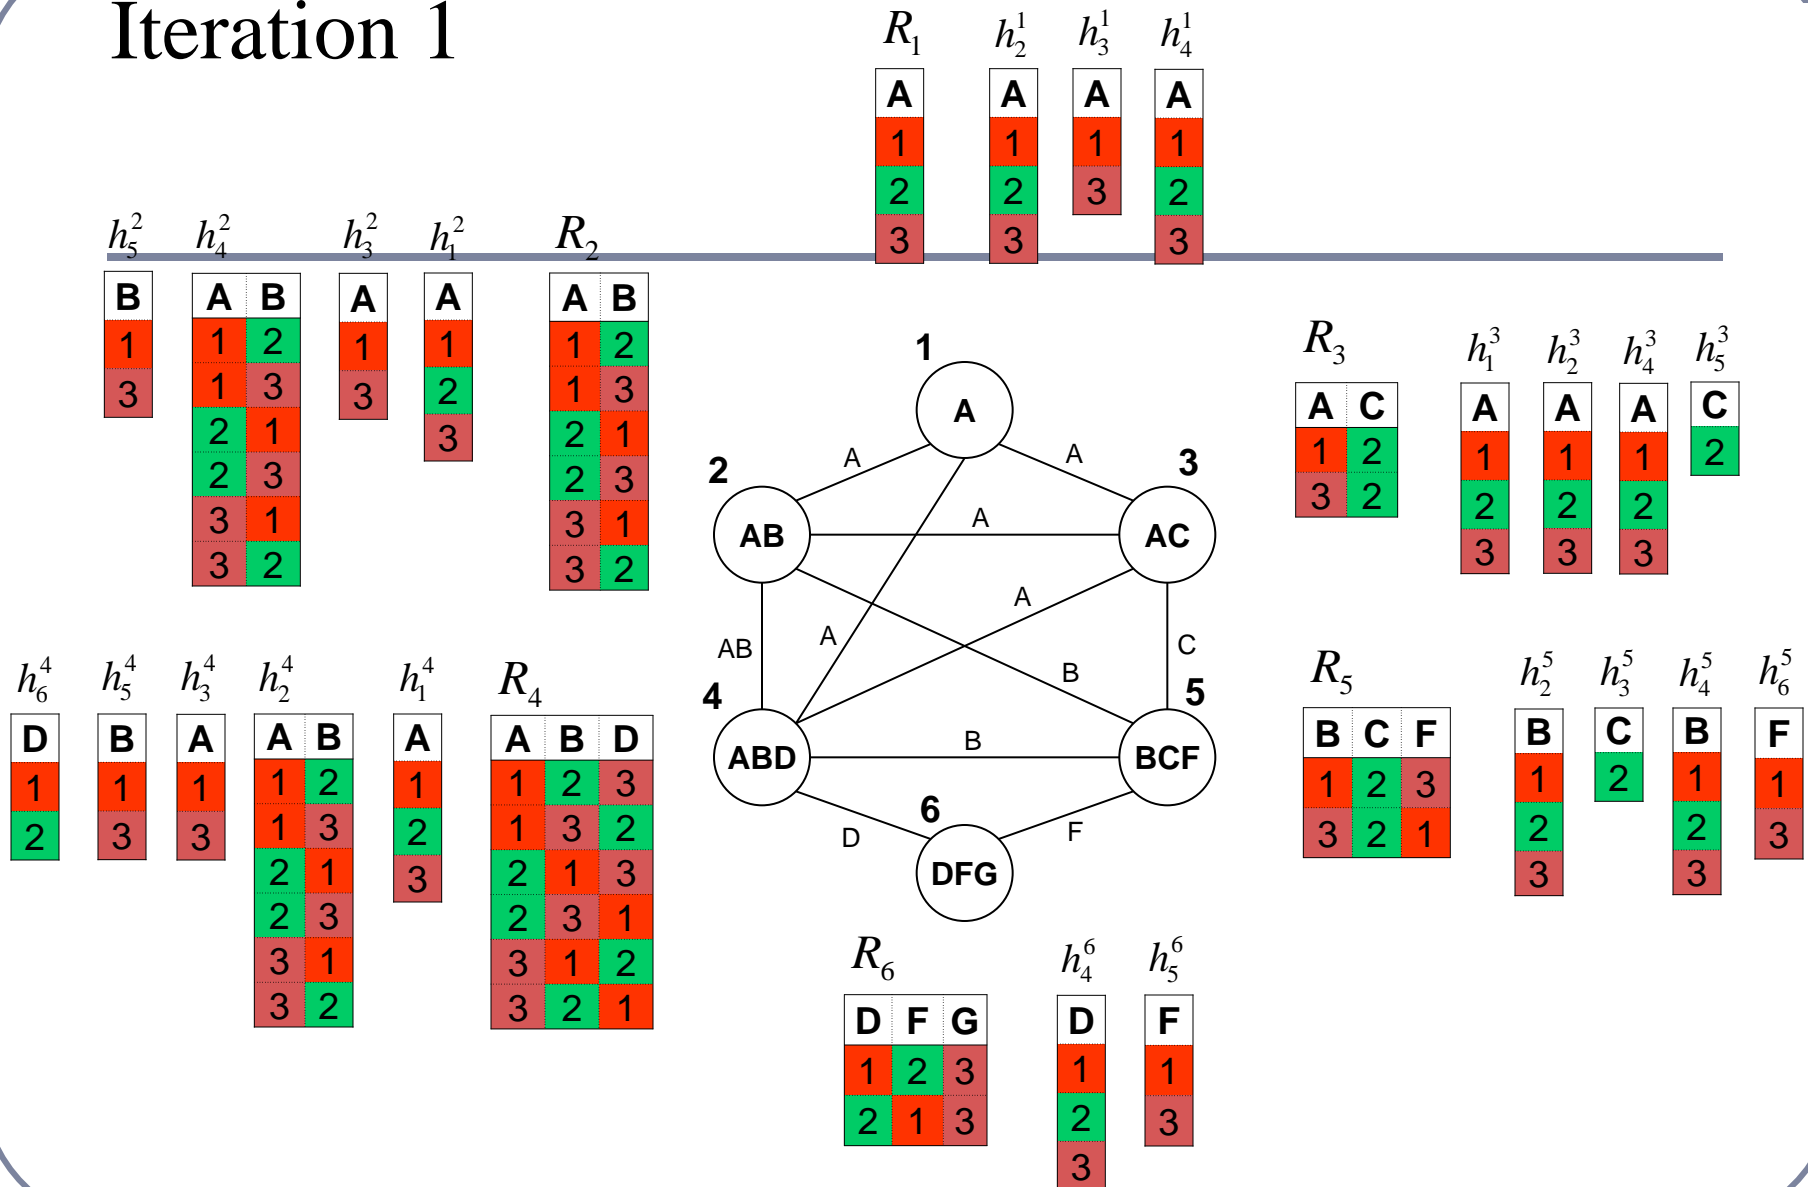 Iteration 1
R₁ h₂¹ h₃¹ h₄¹
A A A A
1 1 1 1
2 2 3 2
3 3 3
h₅² h₄² h₃² h₁² R₂
B A B A A A B
1 1 2 1 1 1 2
3 1 3 3 2 1 3
2 1 3 2 1
2 3 2 3
3 1 3 1
3 2 3 2
R₃ h₁³ h₂³ h₄³ h₅³
A C A A A C
1 2 1 1 1 2
3 2 2 2 2
3 3 3
1
A
A A
2 3
A
AB AC
A
AB A C
B
4 5
B
ABD BCF
6
D F
DFG
h₆⁴ h₅⁴ h₃⁴ h₂⁴ h₁⁴ R₄
D B A A B A A B D
1 1 1 1 2 1 1 2 3
2 3 3 1 3 2 1 3 2
2 1 3 2 1 3
2 3 2 3 1
3 1 3 1 2
3 2 3 2 1
R₅ h₂⁵ h₃⁵ h₄⁵ h₆⁵
B C F B C B F
1 2 3 1 2 1 1
3 2 1 2 2 3
3 3
R₆ h₄⁶ h₅⁶
D F G D F
1 2 3 1 1
2 1 3 2 3
3